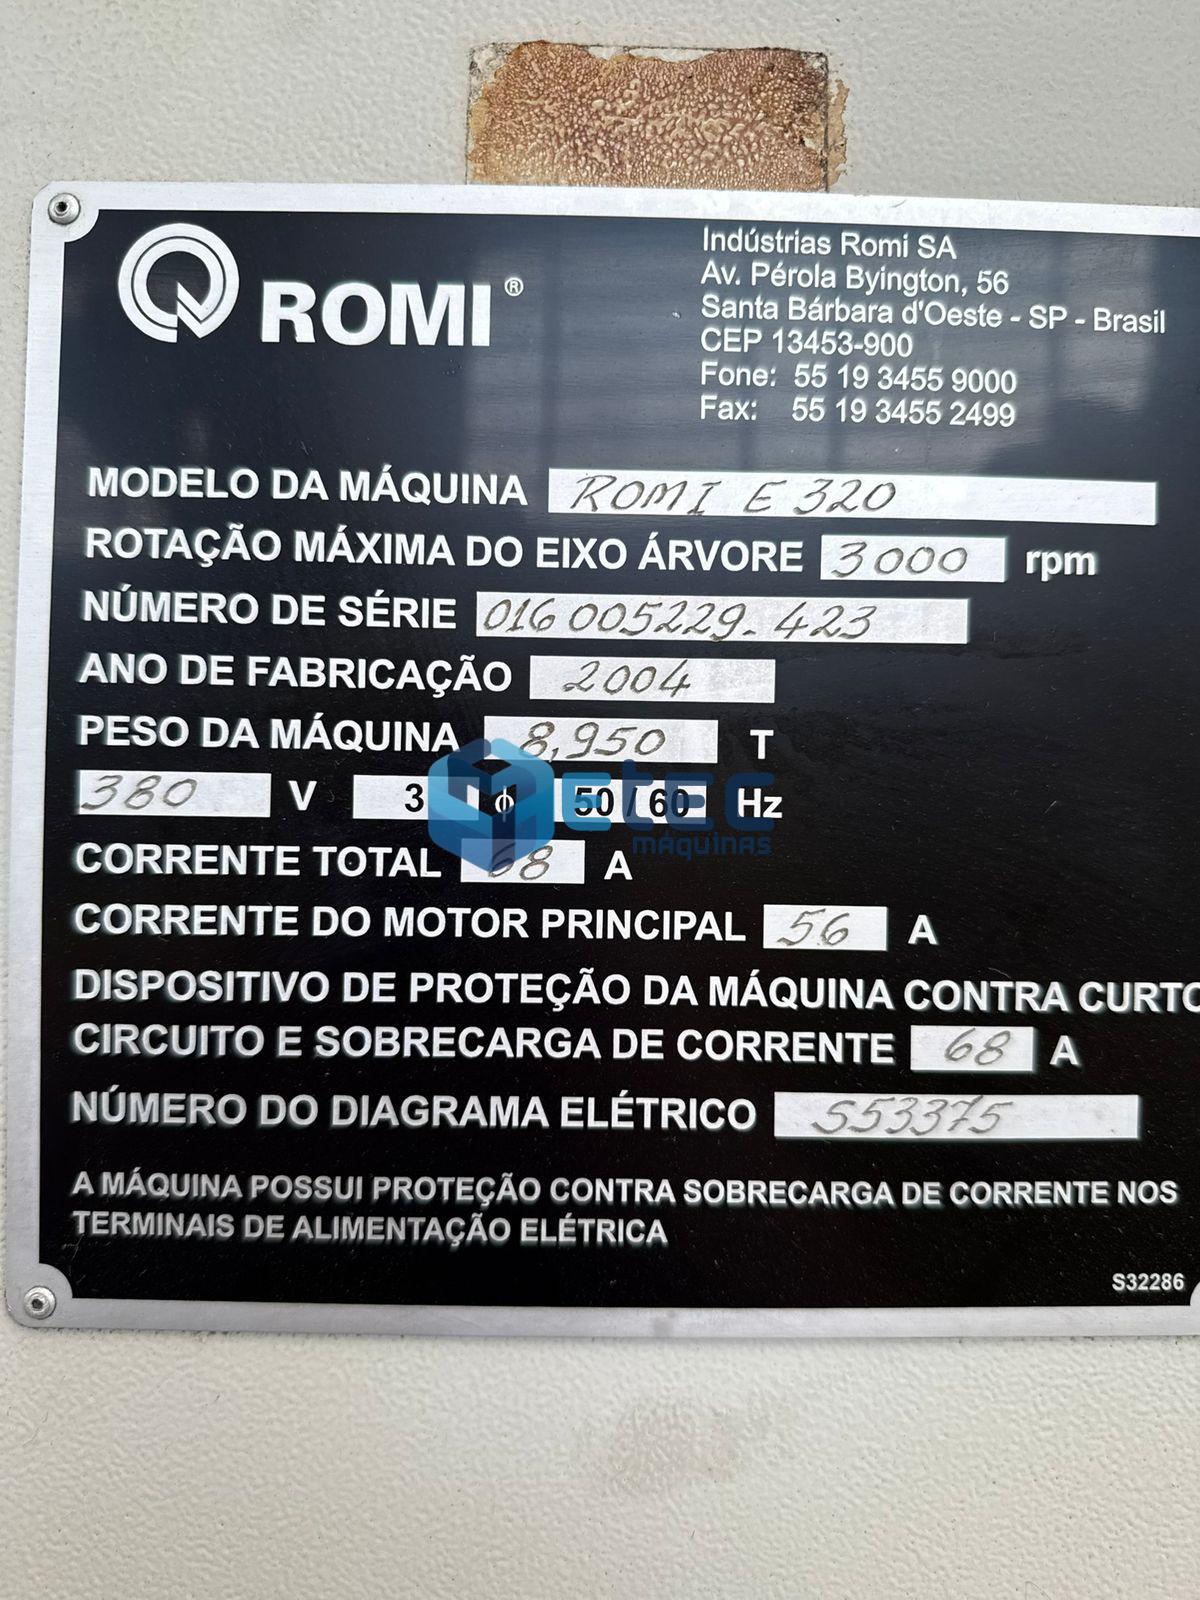 ROMI®
Indústrias Romi SA
Av. Pérola Byington, 56
Santa Bárbara d'Oeste - SP - Brasil
CEP 13453-900
Fone: 55 19 3455 9000
Fax: 55 19 3455 2499
MODELO DA MÁQUINA ROMI E 320
ROTAÇÃO MÁXIMA DO EIXO ÁRVORE 3000 rpm
NÚMERO DE SÉRIE 016005229-423
ANO DE FABRICAÇÃO 2004
PESO DA MÁQUINA 8,950 T
380 V 3 ϕ 50 / 60 Hz
etec
máquinas
CORRENTE TOTAL 68 A
CORRENTE DO MOTOR PRINCIPAL 56 A
DISPOSITIVO DE PROTEÇÃO DA MÁQUINA CONTRA CURTO
CIRCUITO E SOBRECARGA DE CORRENTE 68 A
NÚMERO DO DIAGRAMA ELÉTRICO S53375
A MÁQUINA POSSUI PROTEÇÃO CONTRA SOBRECARGA DE CORRENTE NOS
TERMINAIS DE ALIMENTAÇÃO ELÉTRICA
S32286